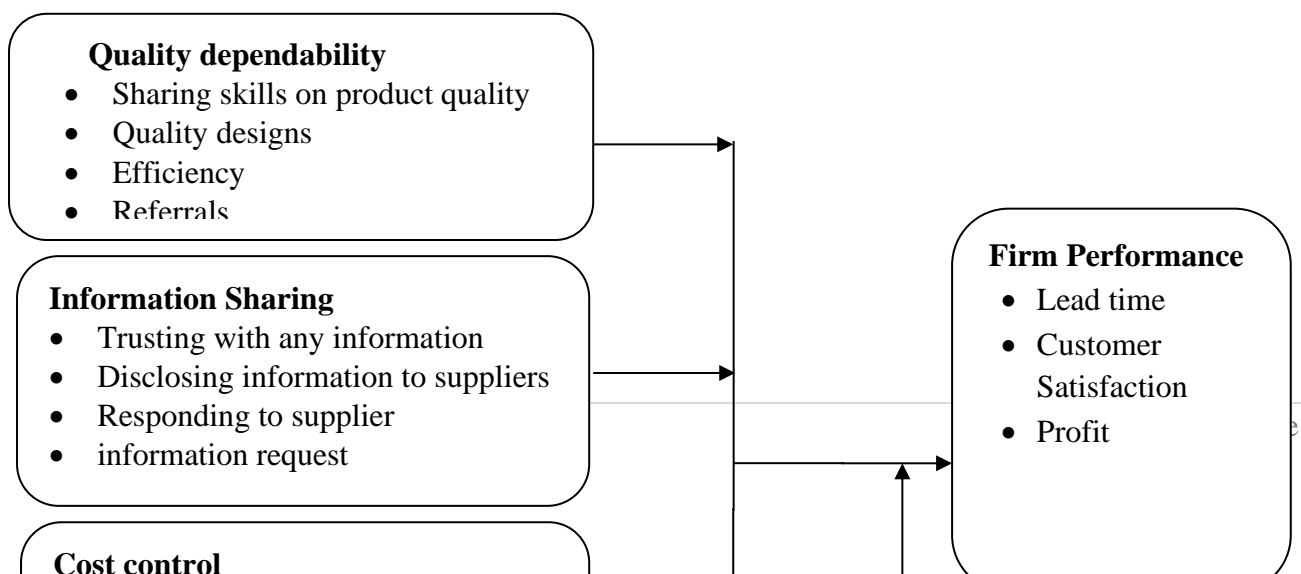 Quality dependability
• Sharing skills on product quality
• Quality designs
• Efficiency
• Referrals
Information Sharing
• Trusting with any information
• Disclosing information to suppliers
• Responding to supplier
• information request
Cost control
Firm Performance
• Lead time
• Customer
Satisfaction
• Profit
e